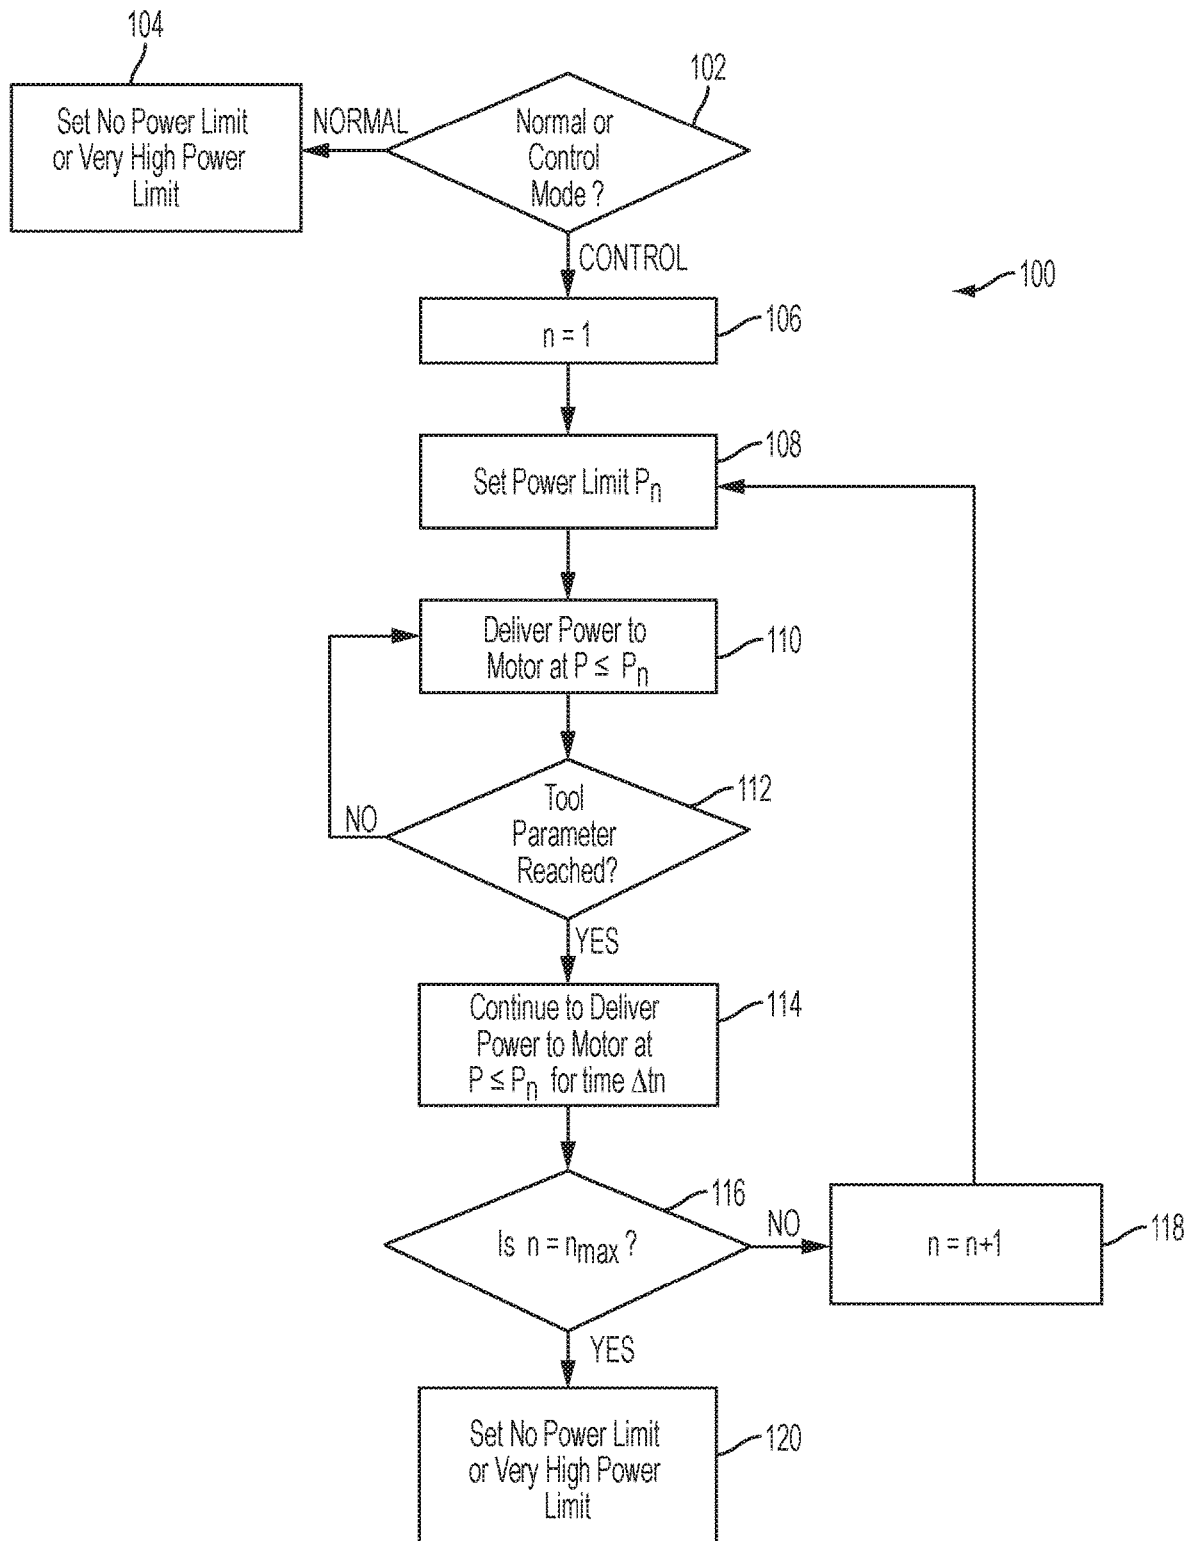 104
Set No Power Limit
or Very High Power
Limit
NORMAL
102
Normal or
Control
Mode ?
CONTROL
100
n = 1
106
Set Power Limit Pn
108
Deliver Power to
Motor at P ≤ Pn
110
Tool
Parameter
Reached?
112
NO
YES
Continue to Deliver
Power to Motor at
P ≤ Pn for time Δtn
114
Is n = nmax ?
116
NO
n = n+1
118
YES
Set No Power Limit
or Very High Power
Limit
120